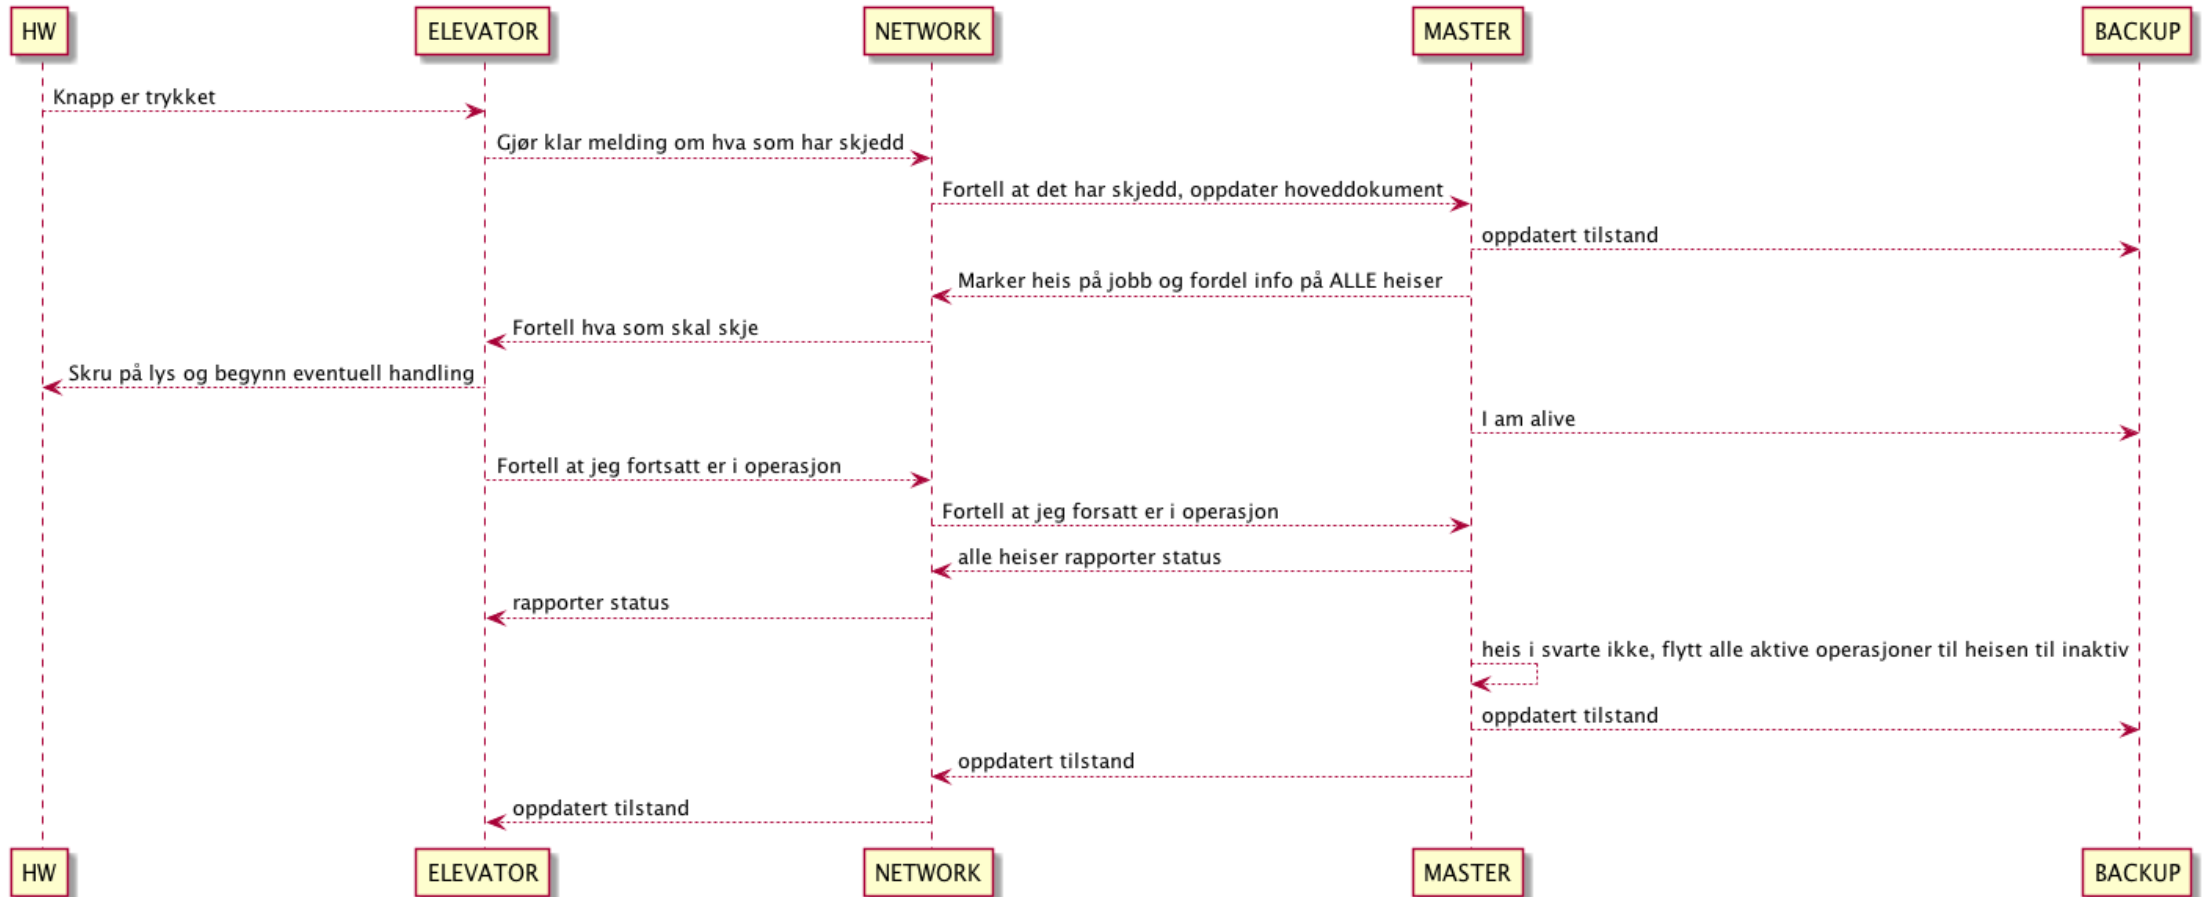 HW
ELEVATOR
NETWORK
MASTER
BACKUP
Knapp er trykket
Gjør klar melding om hva som har skjedd
Fortell at det har skjedd, oppdater hoveddokument
oppdatert tilstand
Marker heis på jobb og fordel info på ALLE heiser
Fortell hva som skal skje
Skru på lys og begynn eventuell handling
I am alive
Fortell at jeg fortsatt er i operasjon
Fortell at jeg forsatt er i operasjon
alle heiser rapporter status
rapporter status
heis i svarte ikke, flytt alle aktive operasjoner til heisen til inaktiv
oppdatert tilstand
oppdatert tilstand
oppdatert tilstand
HW
ELEVATOR
NETWORK
MASTER
BACKUP